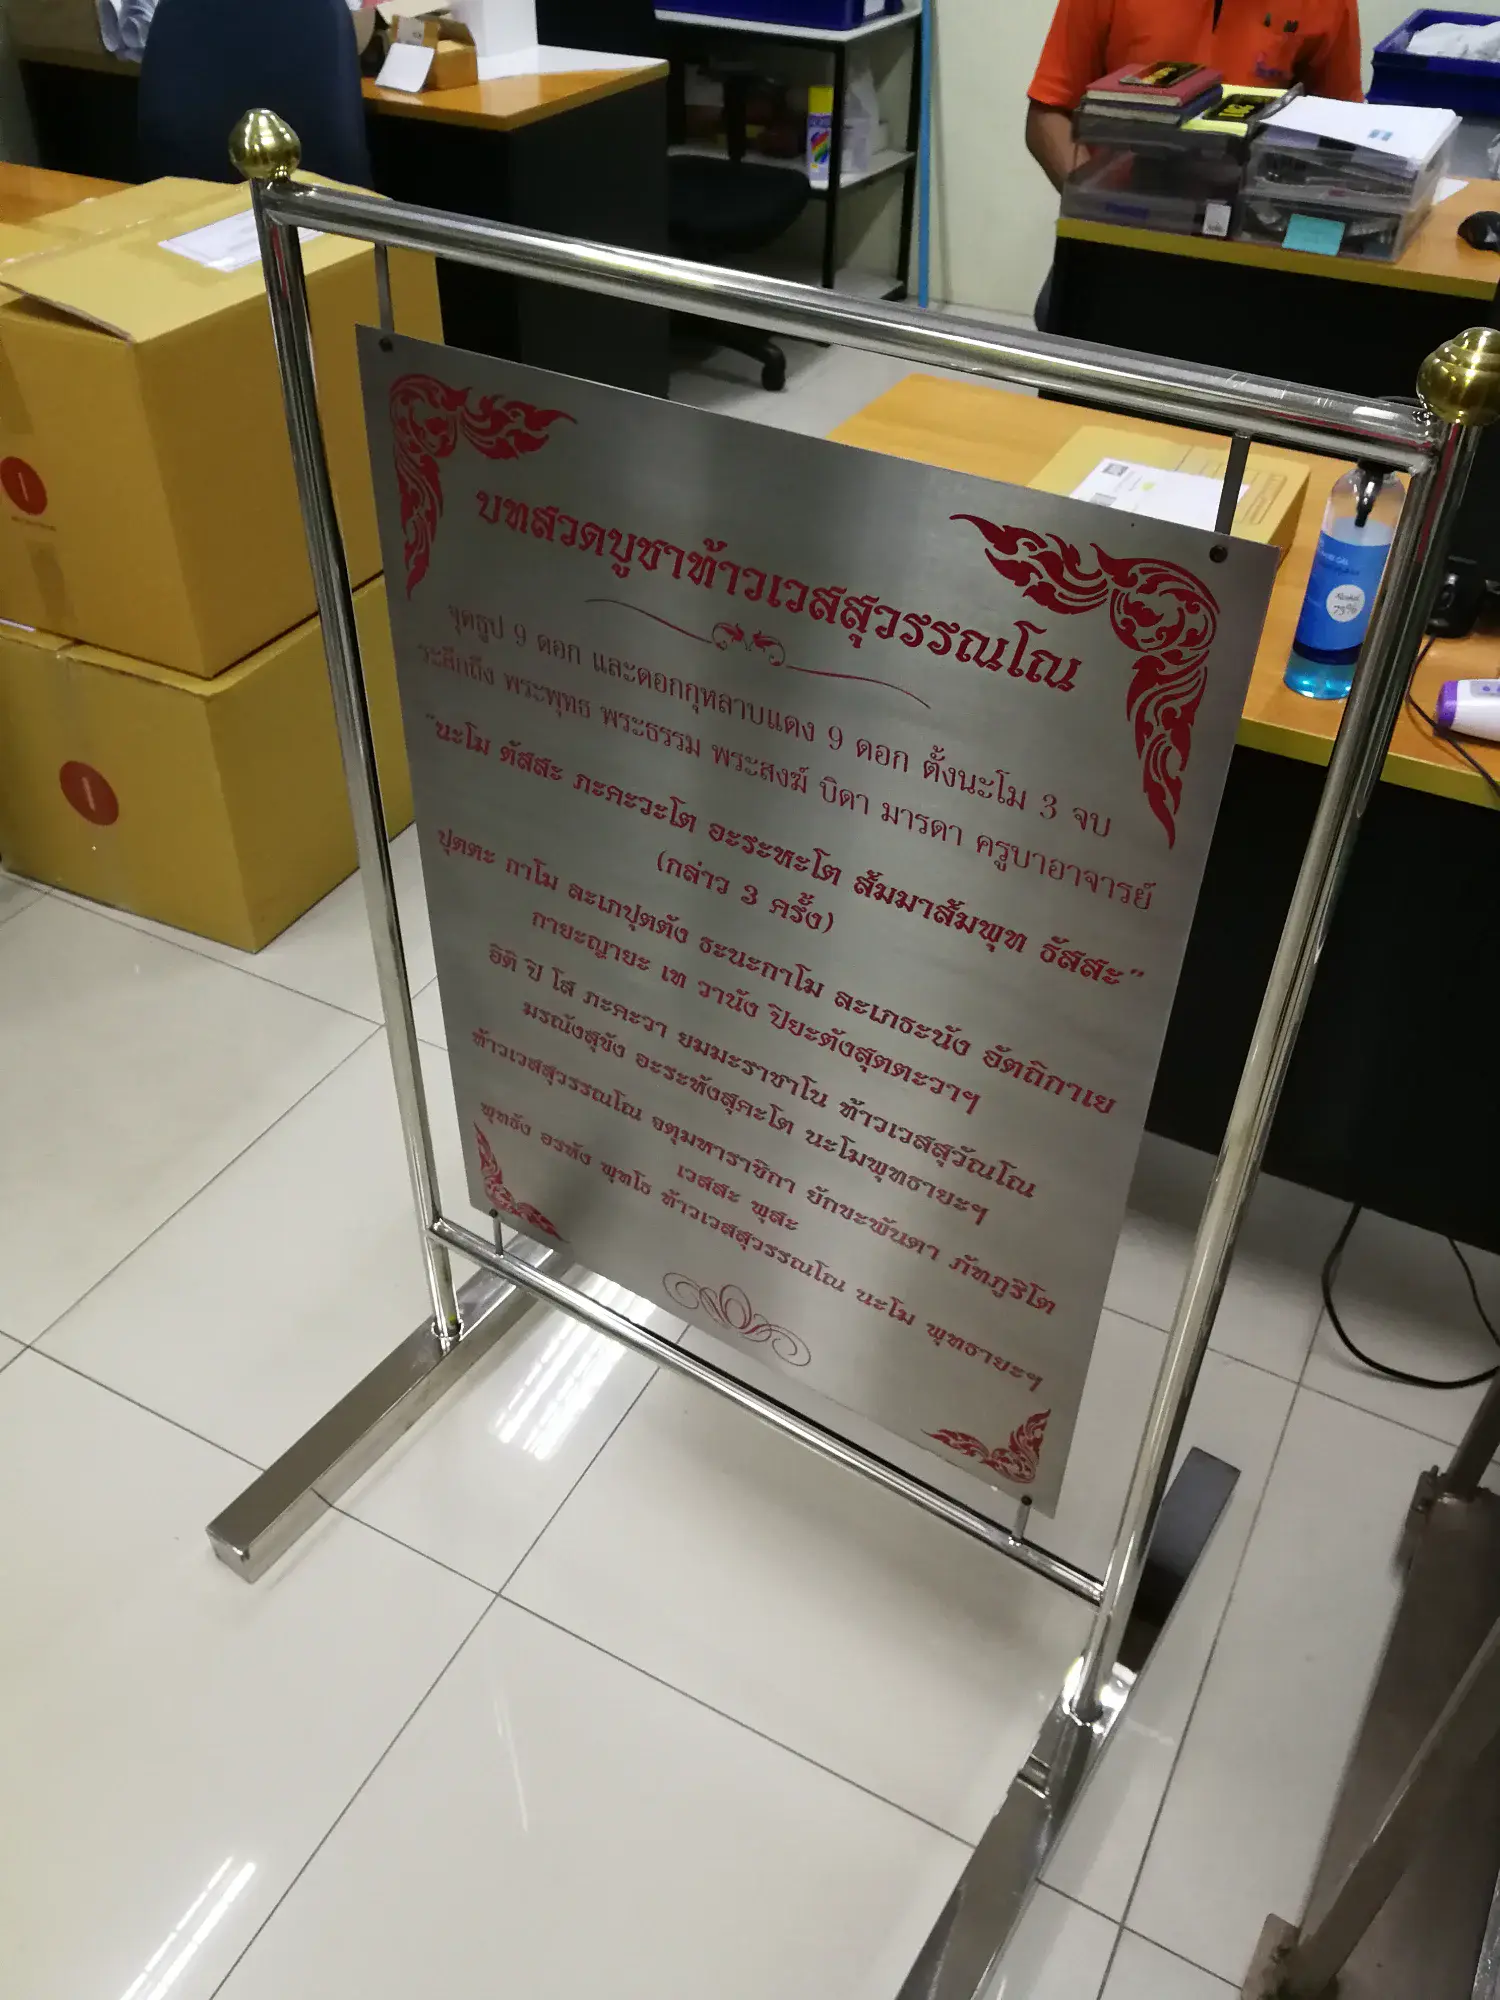 บทสวดบูชาท้าวเวสสุวรรณโณ
จุดธูป 9 ดอก และดอกกุหลาบแดง 9 ดอก ตั้งนะโม 3 จบ
ระลึกถึง พระพุทธ พระธรรม พระสงฆ์ บิดา มารดา ครูบาอาจารย์
"นะโม ตัสสะ ภะคะวะโต อะระหะโต สัมมาสัมพุท ธัสสะ"
(กล่าว 3 ครั้ง)
ปุตตะ กาโม ละเภปุตตัง ธะนะกาโม ละเภธะนัง อัตถิกาเย
กายะญายะ เท วานัง ปิยะตังสุตตะวาฯ
อิติ ปิ โส ภะคะวา ยมมะราชาโน ท้าวเวสสุวัณโณ
มรณังสุขัง อะระหังสุคะโต นะโมพุทธายะฯ
ท้าวเวสสุวรรณโณ จตุมหาราชิกา ยักขะพันตา ภัทภูริโต
เวสสะ พุสะ
พุทธัง อรหัง พุทโธ ท้าวเวสสุวรรณโณ นะโม พุทธายะฯ
Alcohol
75%